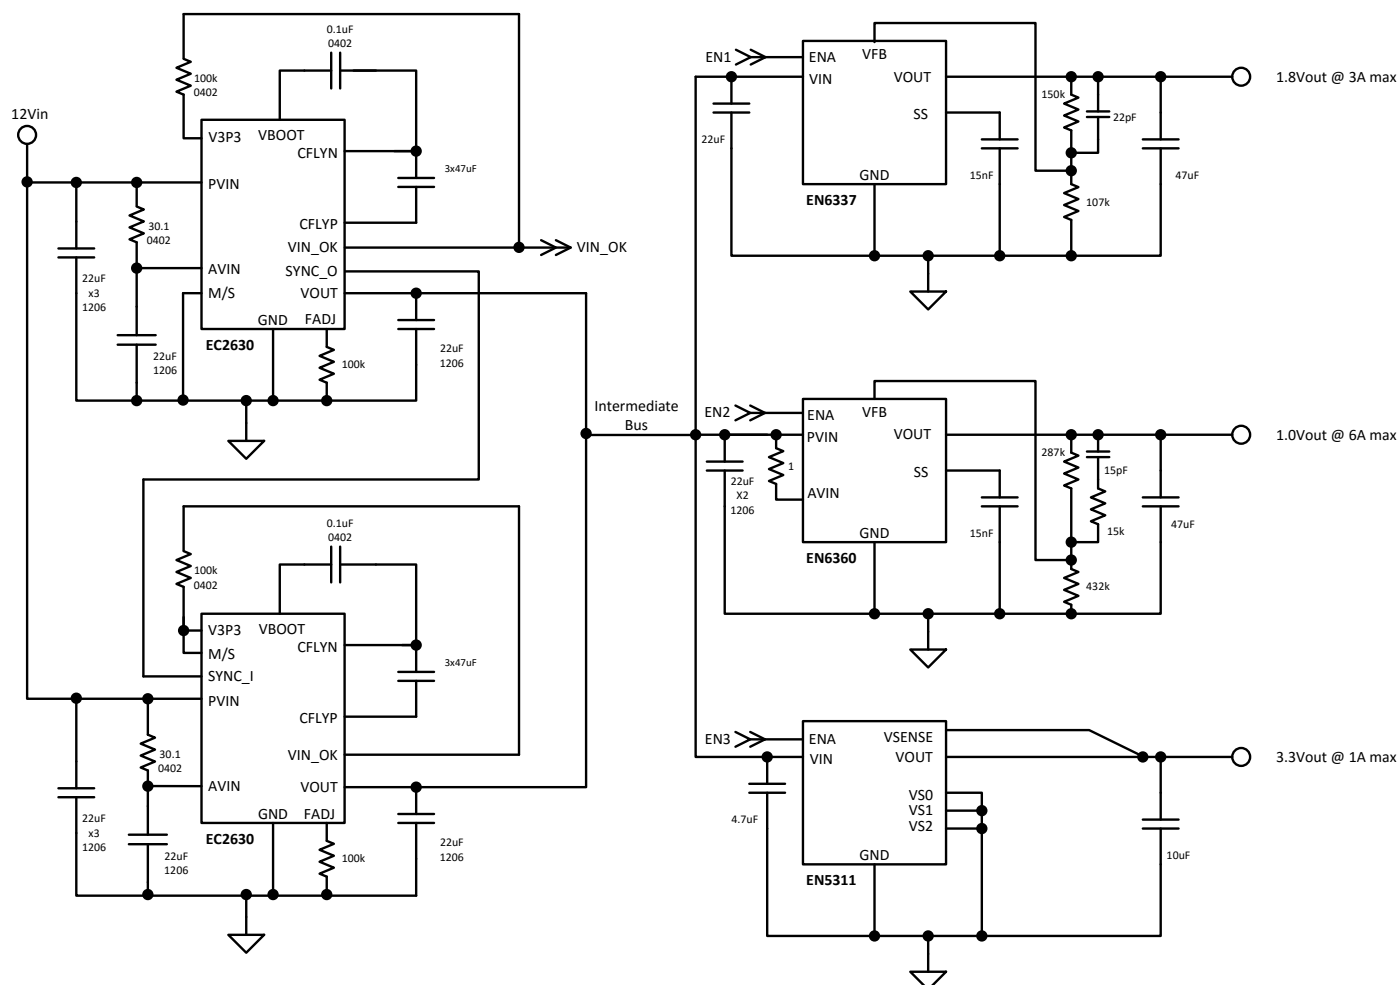 12Vin
100k
0402
0.1uF
0402
V3P3
VBOOT
CFLYN
PVIN
3x47uF
30.1
0402
CFLYP
VIN_OK
VIN_OK
AVIN
SYNC_O
22uF
x3
1206
M/S
VOUT
GND
FADJ
EC2630
22uF
1206
100k
22uF
1206
0.1uF
0402
100k
0402
V3P3
VBOOT
M/S
CFLYN
SYNC_I
3x47uF
PVIN
CFLYP
30.1
0402
VIN_OK
AVIN
VOUT
22uF
x3
1206
GND
FADJ
EC2630
22uF
1206
100k
22uF
1206
Intermediate
Bus
EN1
ENA
VFB
VIN
VOUT
1.8Vout @ 3A max
22uF
SS
150k
22pF
15nF
47uF
GND
EN6337
107k
EN2
ENA
VFB
PVIN
VOUT
1.0Vout @ 6A max
1
22uF
X2
1206
SS
287k
15pF
AVIN
15k
15nF
47uF
GND
EN6360
432k
EN3
ENA
VSENSE
VIN
VOUT
3.3Vout @ 1A max
VS0
VS1
VS2
4.7uF
GND
10uF
EN5311